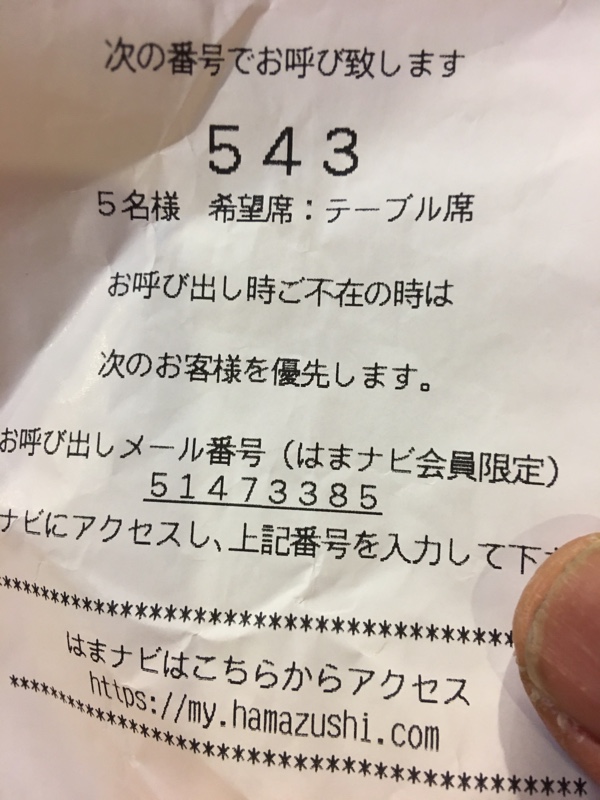 次の番号でお呼び致します
５４３
５名様　希望席：テーブル席
お呼び出し時ご不在の時は
次のお客様を優先します。
お呼び出しメール番号（はまナビ会員限定）
５１４７３３８５
ナビにアクセスし、上記番号を入力して下
************************************
はまナビはこちらからアクセス
https://my.hamazushi.com
************************************